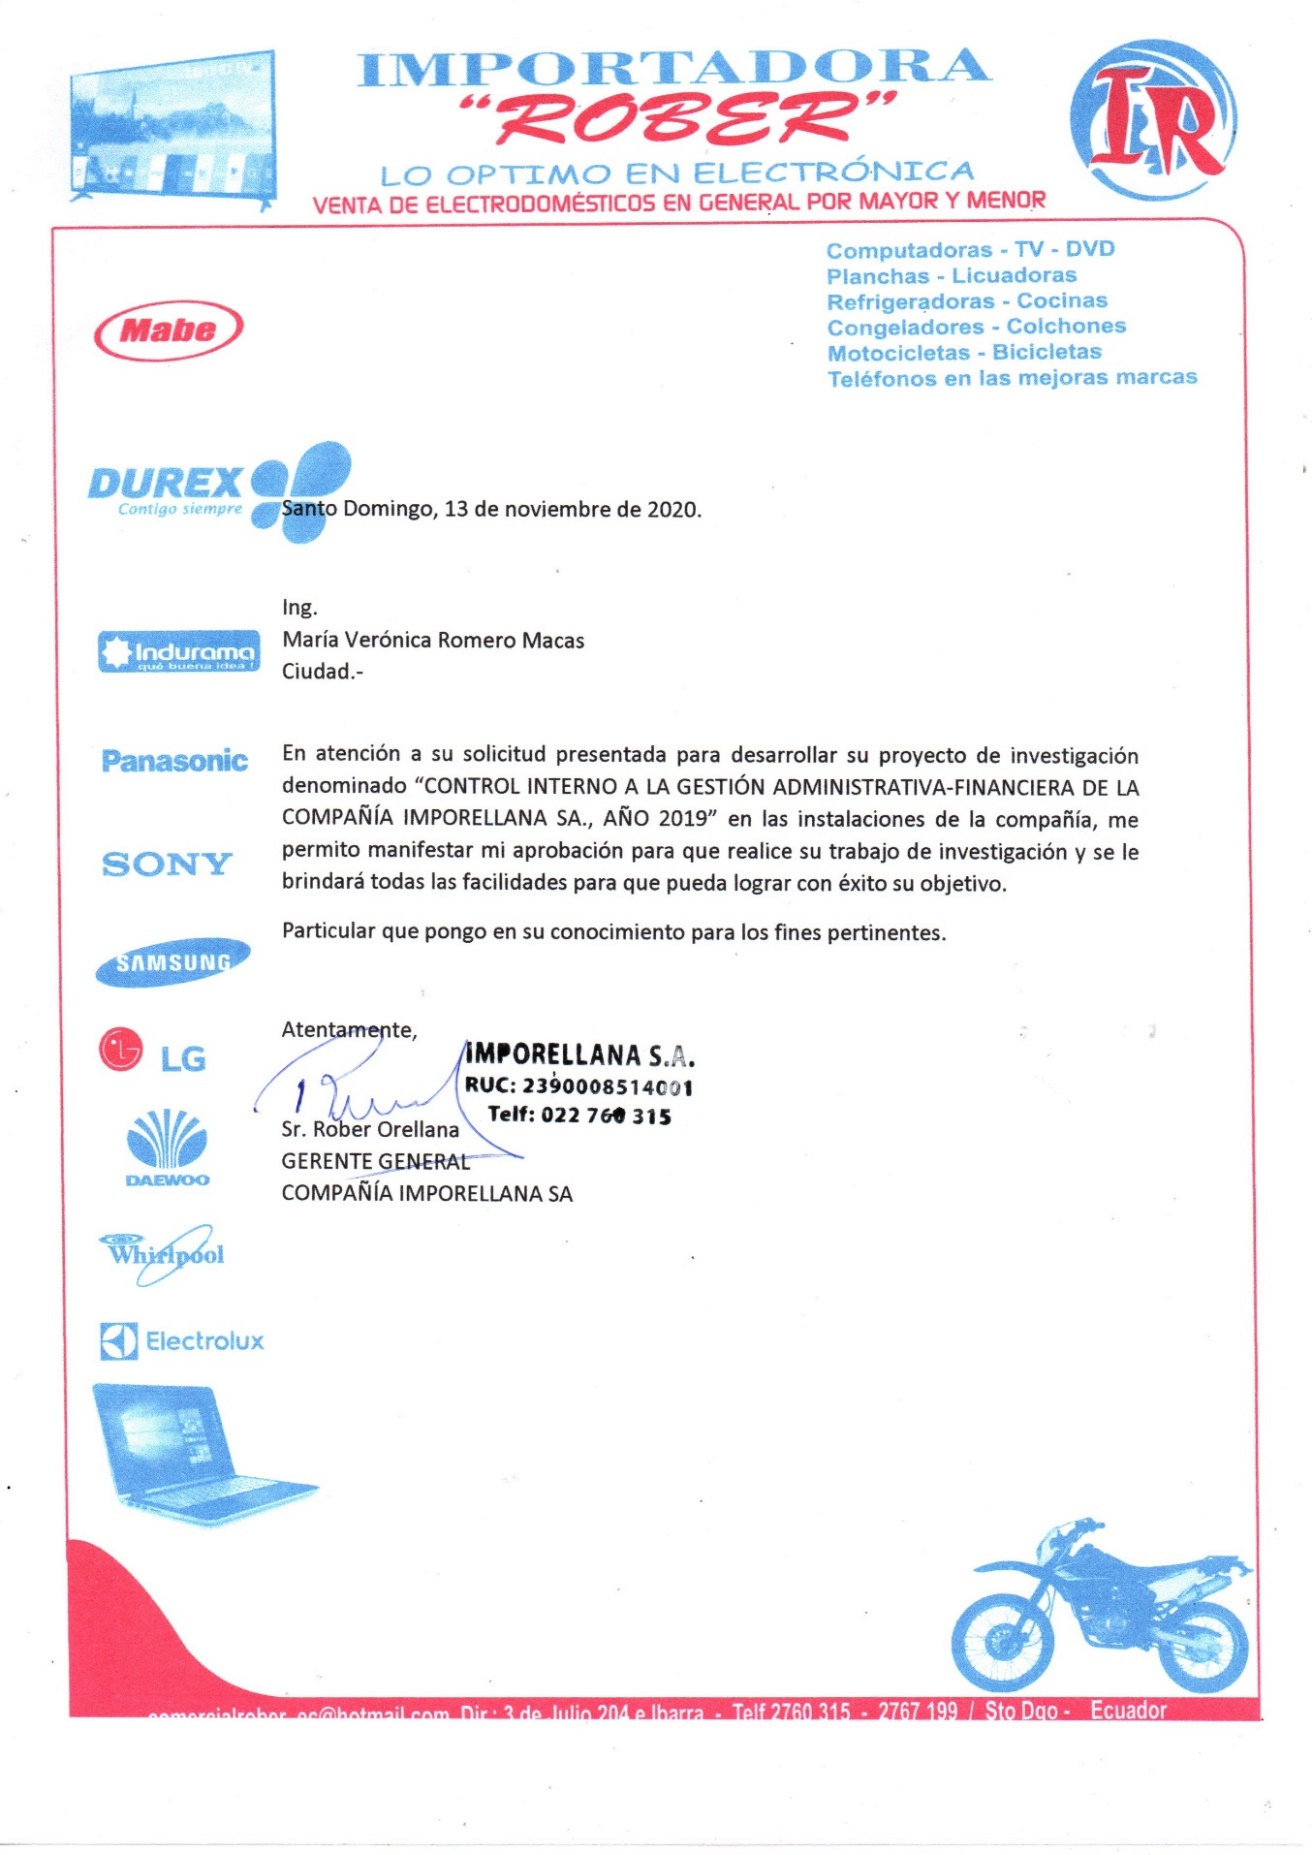 IMPORTADORA
"ROBER"
LO OPTIMO EN ELECTRÓNICA
VENTA DE ELECTRODOMÉSTICOS EN GENERAL POR MAYOR Y MENOR
IR
Computadoras - TV - DVD
Planchas - Licuadoras
Refrigeradoras - Cocinas
Congeladores - Colchones
Motocicletas - Bicicletas
Teléfonos en las mejoras marcas
Mabe
DUREX
Contigo siempre
Santo Domingo, 13 de noviembre de 2020.
Ing.
María Verónica Romero Macas
Ciudad.-
Indurama
qué buena idea !
Panasonic
En atención a su solicitud presentada para desarrollar su proyecto de investigación
denominado “CONTROL INTERNO A LA GESTIÓN ADMINISTRATIVA-FINANCIERA DE LA
COMPAÑÍA IMPORELLANA SA., AÑO 2019” en las instalaciones de la compañía, me
permito manifestar mi aprobación para que realice su trabajo de investigación y se le
brindará todas las facilidades para que pueda lograr con éxito su objetivo.
SONY
Particular que pongo en su conocimiento para los fines pertinentes.
SAMSUNG
Atentamente,
IMPORELLANA S.A.
RUC: 2390008514001
Telf: 022 760 315
LG
Sr. Rober Orellana
GERENTE GENERAL
COMPAÑÍA IMPORELLANA SA
DAEWOO
Whirlpool
Electrolux
comercialrober_ec@hotmail.com Dir.: 3 de Julio 204 e Ibarra - Telf 2760 315 - 2767 199 / Sto Dgo - Ecuador